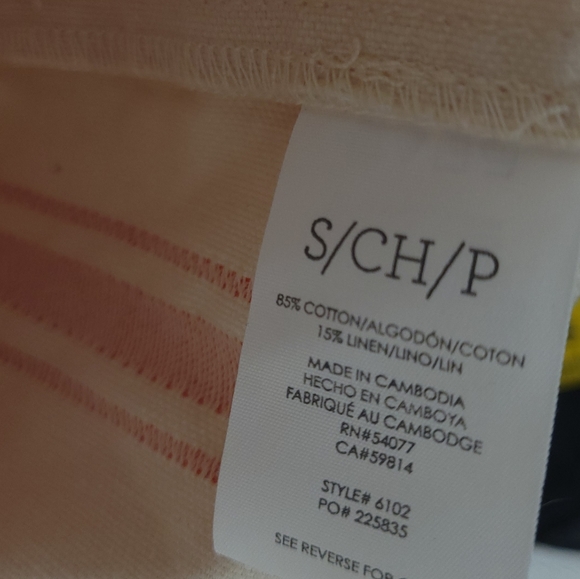 S/CH/P
85% COTTON/ALGODÓN/COTON
15% LINEN/LINO/LIN
MADE IN CAMBODIA
HECHO EN CAMBOYA
FABRIQUÉ AU CAMBODGE
RN#54077
CA#59814
STYLE# 6102
PO# 225835
SEE REVERSE FOR